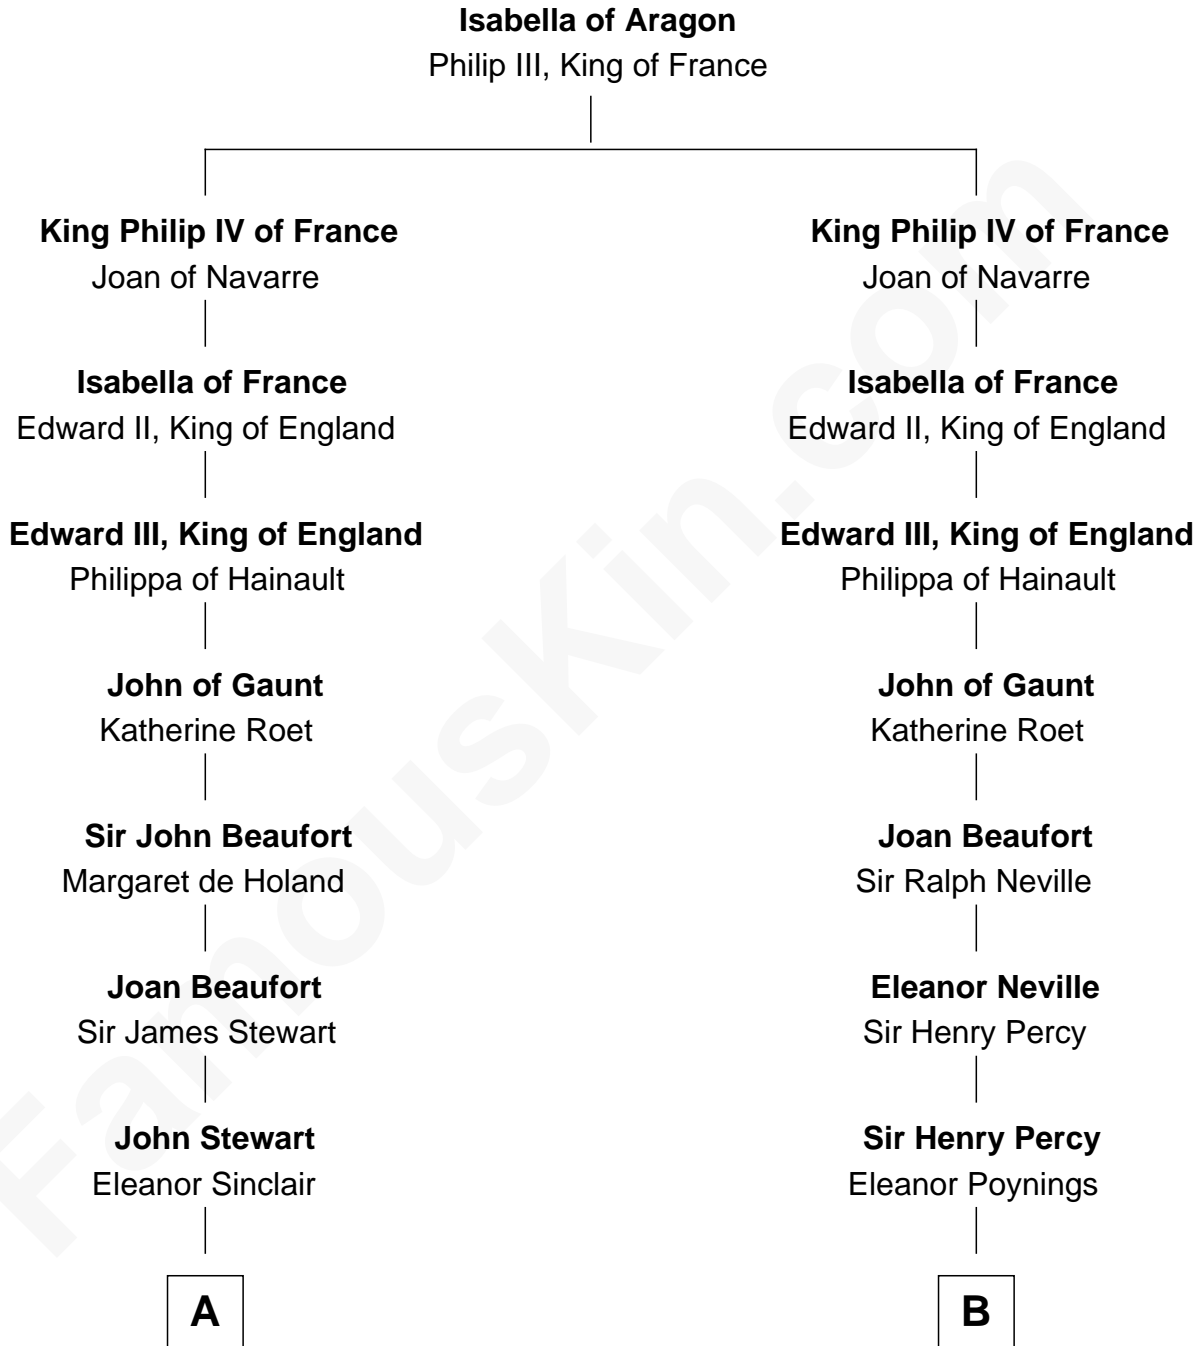 Isabella of Aragon
Philip III, King of France
King Philip IV of France
Joan of Navarre
King Philip IV of France
Joan of Navarre
Isabella of France
Edward II, King of England
Isabella of France
Edward II, King of England
Edward III, King of England
Philippa of Hainault
Edward III, King of England
Philippa of Hainault
John of Gaunt
Katherine Roet
John of Gaunt
Katherine Roet
Sir John Beaufort
Margaret de Holand
Joan Beaufort
Sir Ralph Neville
Joan Beaufort
Sir James Stewart
Eleanor Neville
Sir Henry Percy
John Stewart
Eleanor Sinclair
Sir Henry Percy
Eleanor Poynings
A
B
FamousKin.com